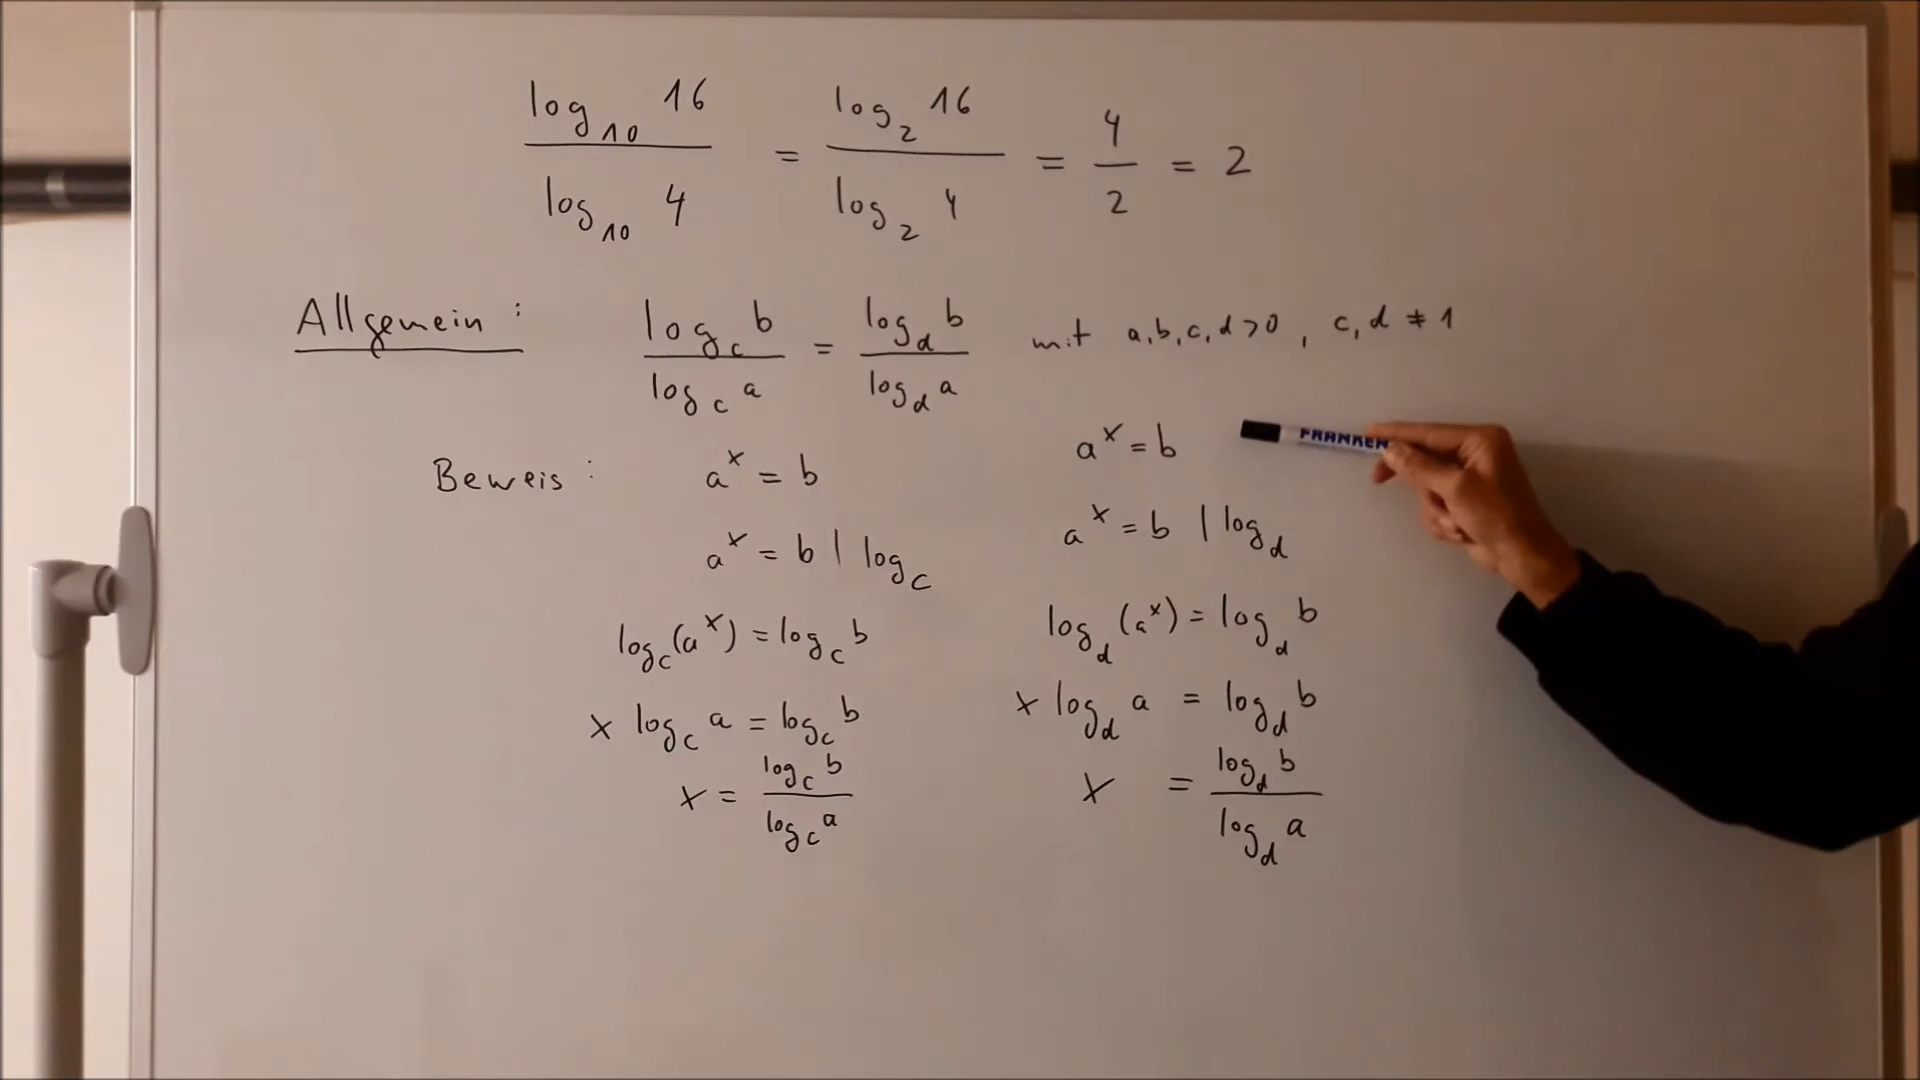 log₁₀ 16 / log₁₀ 4 = log₂ 16 / log₂ 4 = 4/2 = 2
Allgemein : log_c b / log_c a = log_d b / log_d a mit a, b, c, d > 0 , c, d ≠ 1
Beweis : a^x = b
a^x = b | log_c
log_c (a^x) = log_c b
x log_c a = log_c b
x = log_c b / log_c a
a^x = b
a^x = b | log_d
log_d (a^x) = log_d b
x log_d a = log_d b
x = log_d b / log_d a
FRANKEN